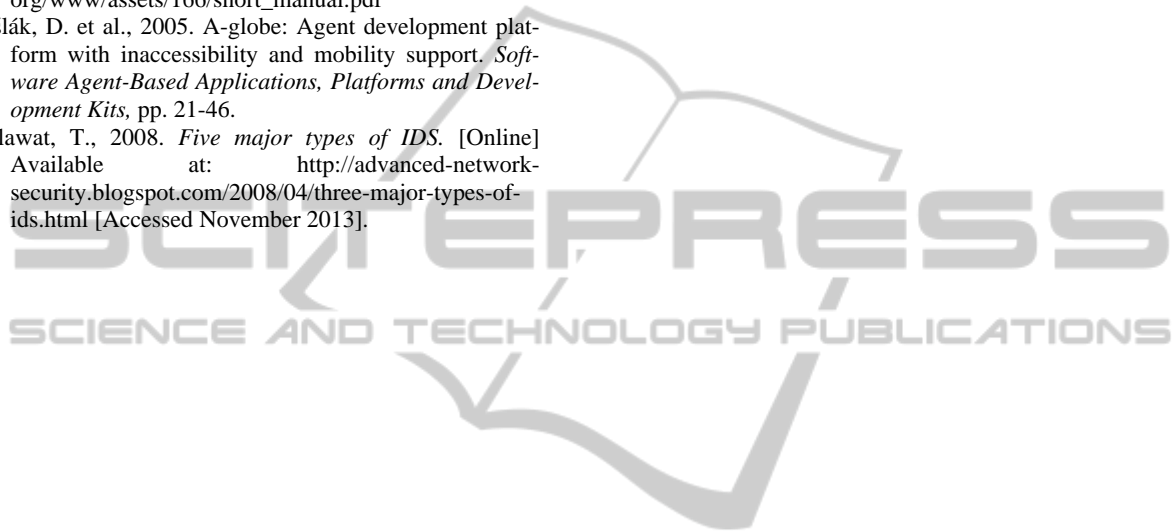 org/www/assets/166/short_manual.pdf
šlák, D. et al., 2005. A-globe: Agent development plat-
form with inaccessibility and mobility support. Soft-
ware Agent-Based Applications, Platforms and Devel-
opment Kits, pp. 21-46.
lawat, T., 2008. Five major types of IDS. [Online]
Available at: http://advanced-network-
security.blogspot.com/2008/04/three-major-types-of-
ids.html [Accessed November 2013].
SCITEPRESS
SCIENCE AND TECHNOLOGY PUBLICATIONS